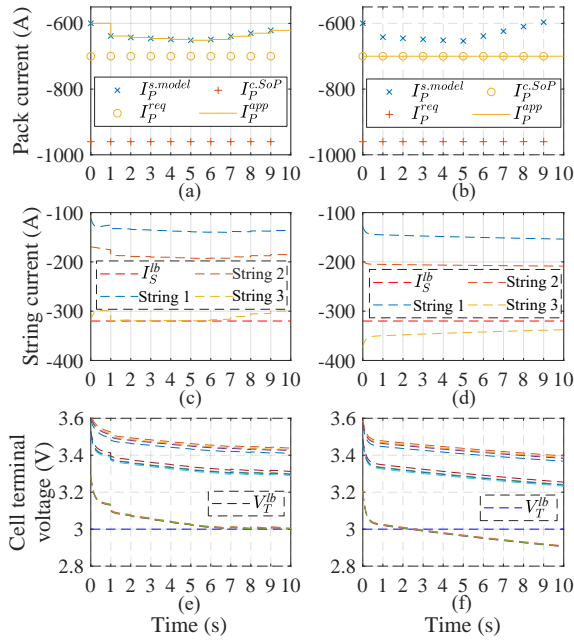 Pack current (A)
-600
-800
-1000
I_P^{s.model} I_P^{c.SoP}
I_P^{req} I_P^{app}
0 1 2 3 4 5 6 7 8 9 10
(a)
-600
-800
-1000
I_P^{s.model} I_P^{c.SoP}
I_P^{req} I_P^{app}
0 1 2 3 4 5 6 7 8 9 10
(b)
String current (A)
-100
-200
-300
-400
I_S^{lb} String 2
String 1 String 3
0 1 2 3 4 5 6 7 8 9 10
(c)
-100
-200
-300
-400
I_S^{lb} String 2
String 1 String 3
0 1 2 3 4 5 6 7 8 9 10
(d)
Cell terminal
voltage (V)
3.6
3.4
3.2
3
2.8
V_T^{lb}
0 1 2 3 4 5 6 7 8 9 10
(e)
Time (s)
3.6
3.4
3.2
3
2.8
V_T^{lb}
0 1 2 3 4 5 6 7 8 9 10
(f)
Time (s)